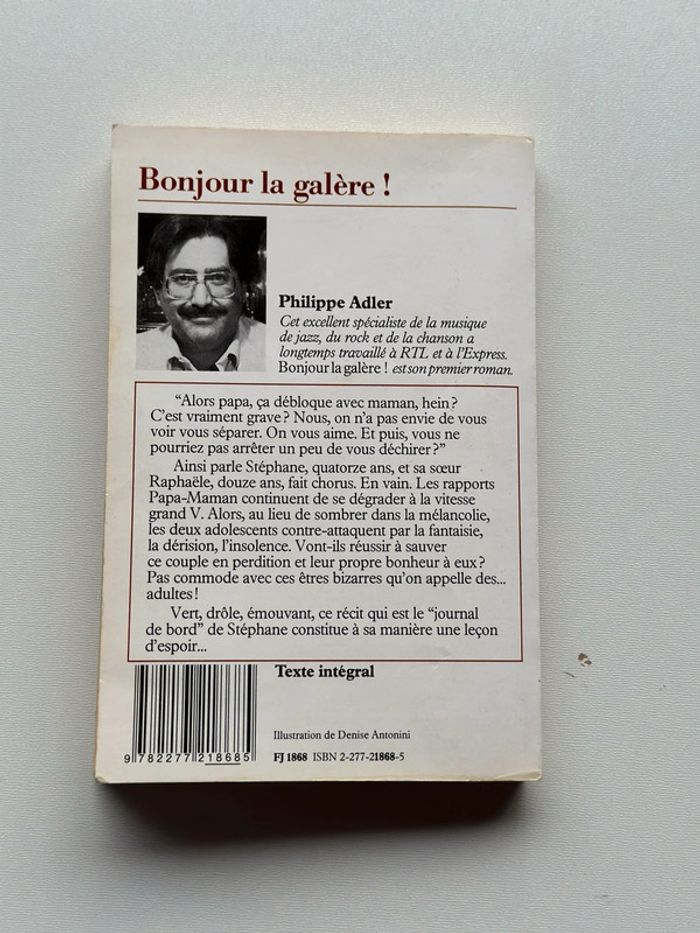 Bonjour la galère !
Philippe Adler
Cet excellent spécialiste de la musique
de jazz, du rock et de la chanson a
longtemps travaillé à RTL et à l'Express.
Bonjour la galère ! est son premier roman.
“Alors papa, ça débloque avec maman, hein ?
C'est vraiment grave ? Nous, on n'a pas envie de vous
voir vous séparer. On vous aime. Et puis, vous ne
pourriez pas arrêter un peu de vous déchirer ?”
Ainsi parle Stéphane, quatorze ans, et sa sœur
Raphaële, douze ans, fait chorus. En vain. Les rapports
Papa-Maman continuent de se dégrader à la vitesse
grand V. Alors, au lieu de sombrer dans la mélancolie,
les deux adolescents contre-attaquent par la fantaisie,
la dérision, l'insolence. Vont-ils réussir à sauver
ce couple en perdition et leur propre bonheur à eux ?
Pas commode avec ces êtres bizarres qu'on appelle des...
adultes !
Vert, drôle, émouvant, ce récit qui est le “journal
de bord” de Stéphane constitue à sa manière une leçon
d'espoir...
Texte intégral
Illustration de Denise Antonini
FJ 1868 ISBN 2-277-21868-5
9 782277 218685